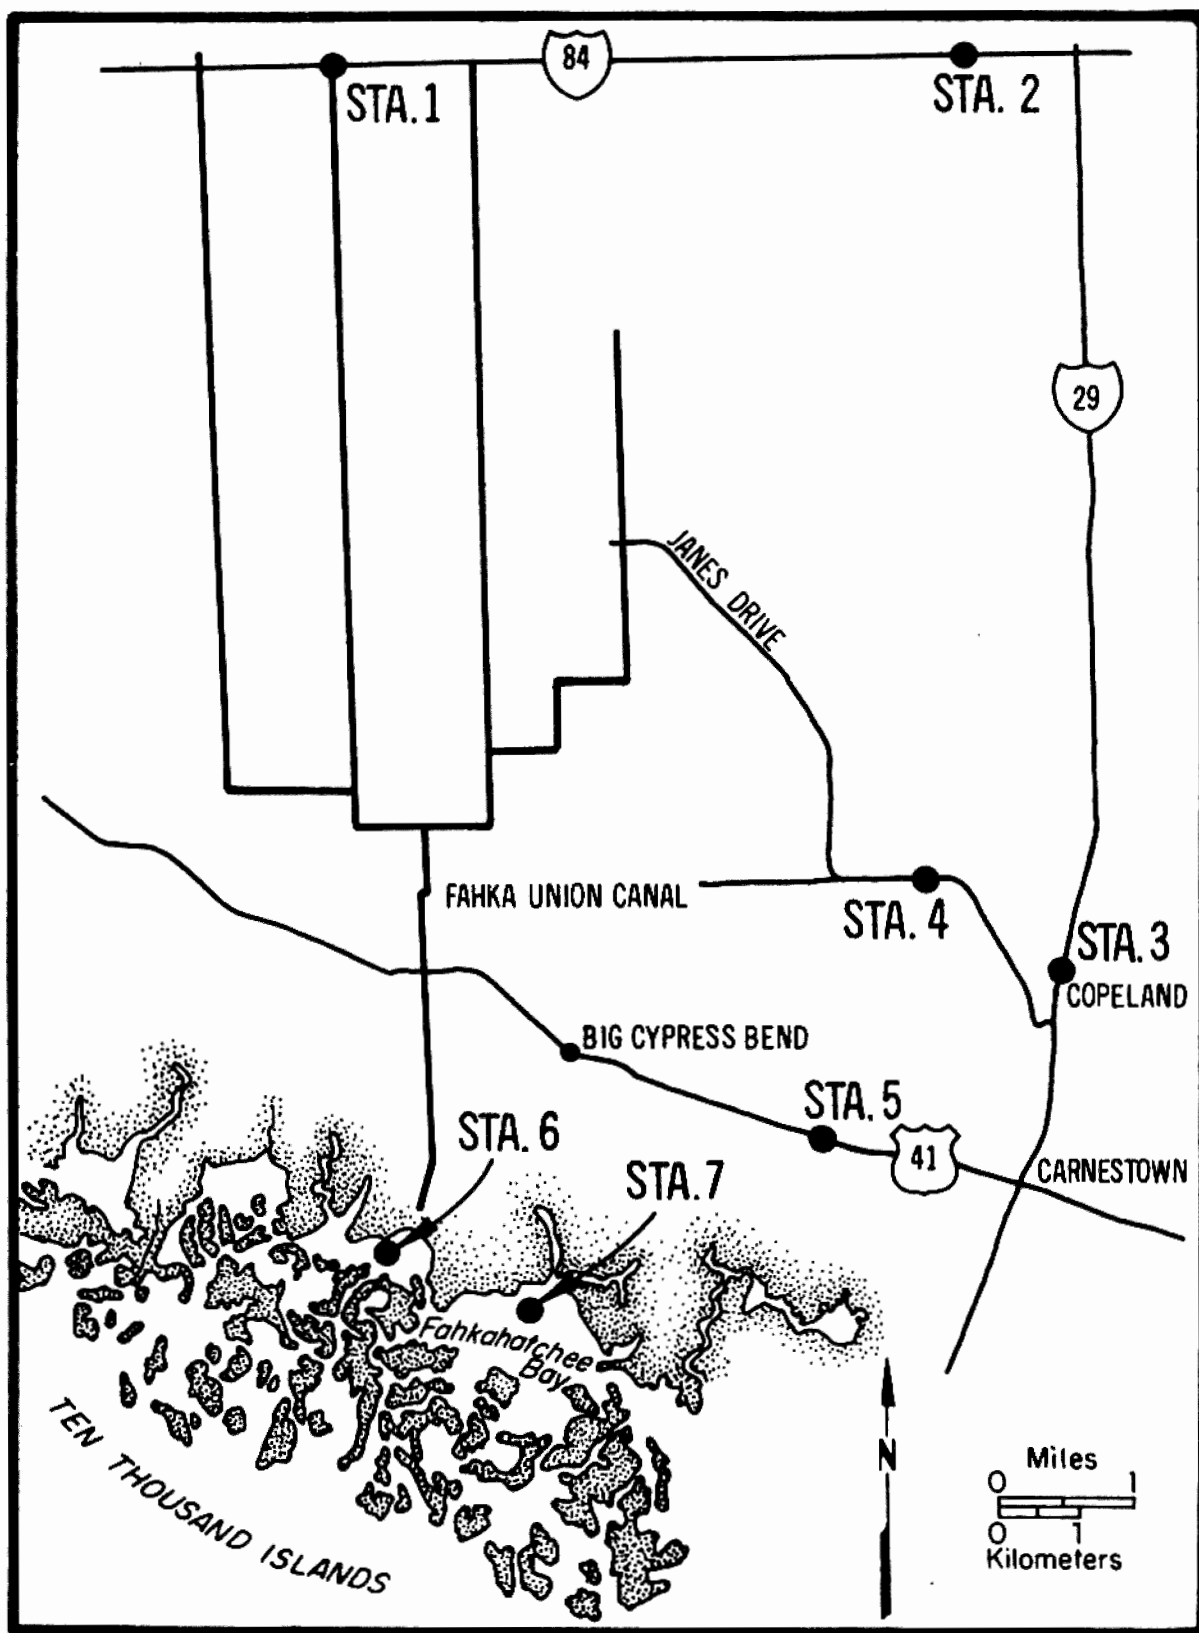 84
STA. 1
STA. 2
29
JANES DRIVE
FAHKA UNION CANAL
STA. 4
STA. 3
COPELAND
BIG CYPRESS BEND
STA. 5
41
CARNESTOWN
STA. 6
STA. 7
Fahkahatchee
Bay
TEN THOUSAND ISLANDS
N
Miles
0 1
0 1
Kilometers